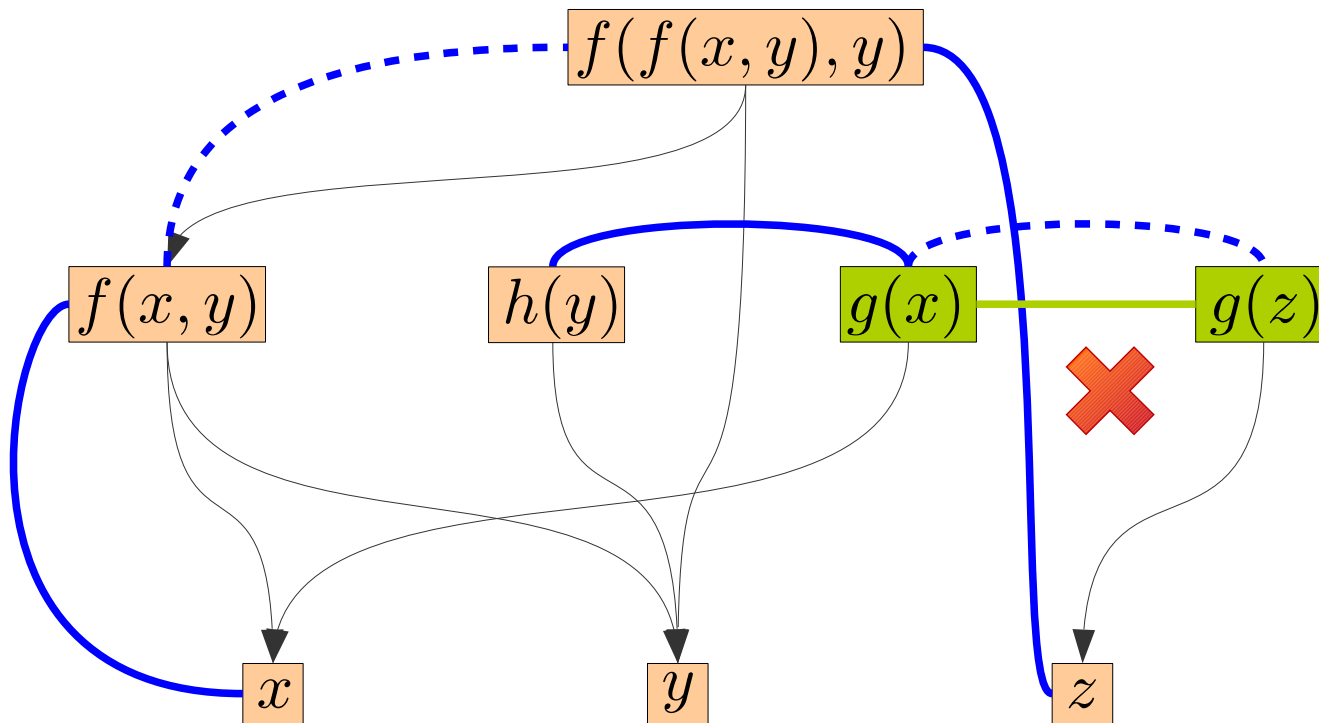 f(f(x, y), y)
f(x, y)
h(y)
g(x)
g(z)
x
y
z